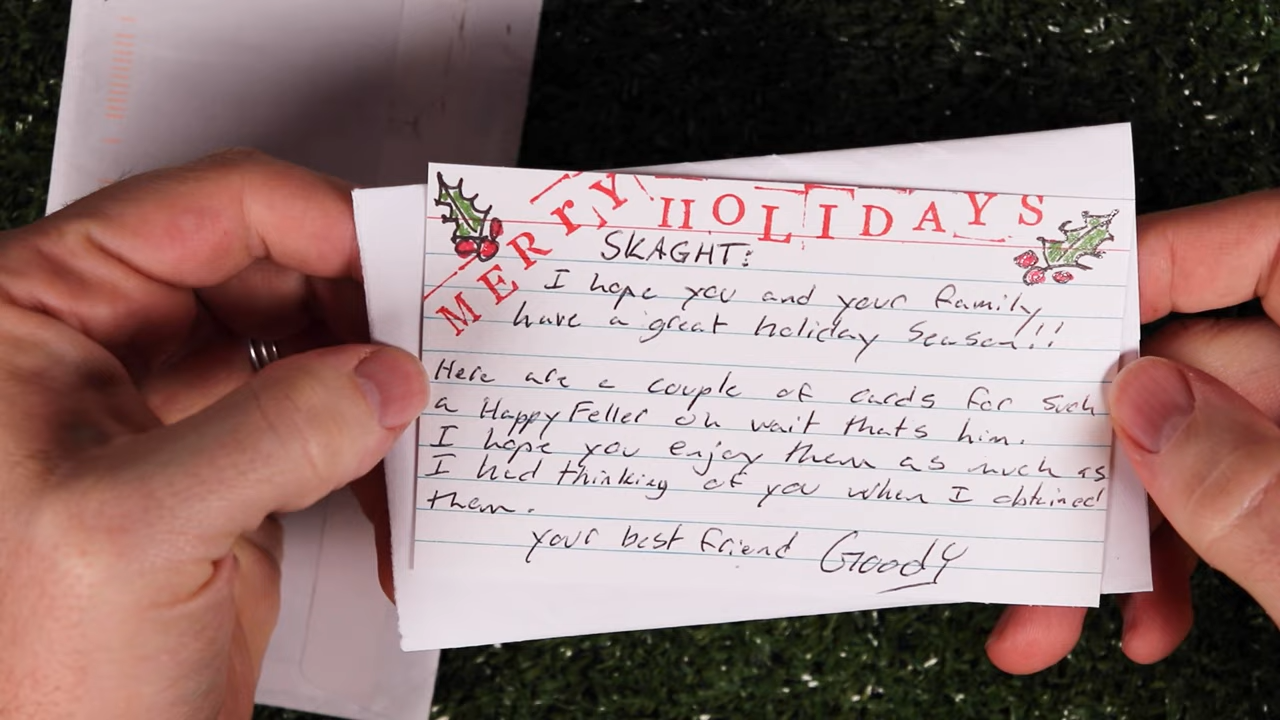 MERRY HOLIDAYS
SKAGHT:
I hope you and your family
have a great holiday season!!
Here are a couple of cards for such
a Happy Feller oh wait thats him.
I hope you enjoy them as much as
I had thinking of you when I obtained
them.
your best friend Goody